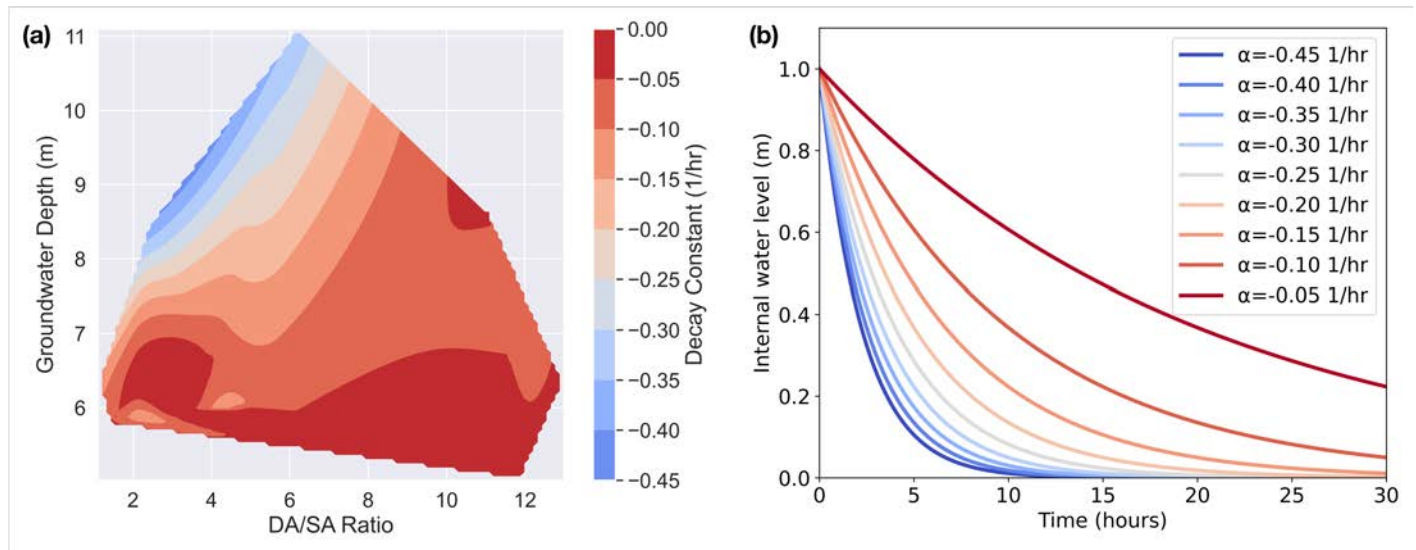 (a)
11
10
9
8
7
6
Groundwater Depth (m)
2 4 6 8 10 12
DA/SA Ratio
0.00
−0.05
−0.10
−0.15
−0.20
−0.25
−0.30
−0.35
−0.40
−0.45
Decay Constant (1/hr)
(b)
1.0
0.8
0.6
0.4
0.2
0.0
Internal water level (m)
0 5 10 15 20 25 30
Time (hours)
α=-0.45 1/hr
α=-0.40 1/hr
α=-0.35 1/hr
α=-0.30 1/hr
α=-0.25 1/hr
α=-0.20 1/hr
α=-0.15 1/hr
α=-0.10 1/hr
α=-0.05 1/hr